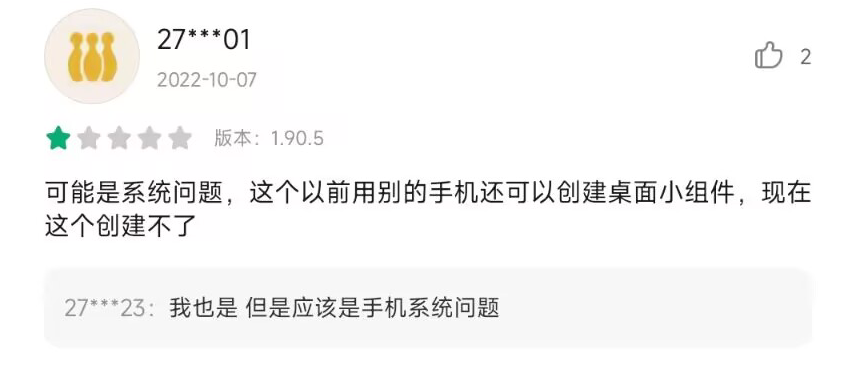 27***01
2022-10-07
2
版本：1.90.5
可能是系统问题，这个以前用别的手机还可以创建桌面小组件，现在
这个创建不了
27***23：我也是 但是应该是手机系统问题